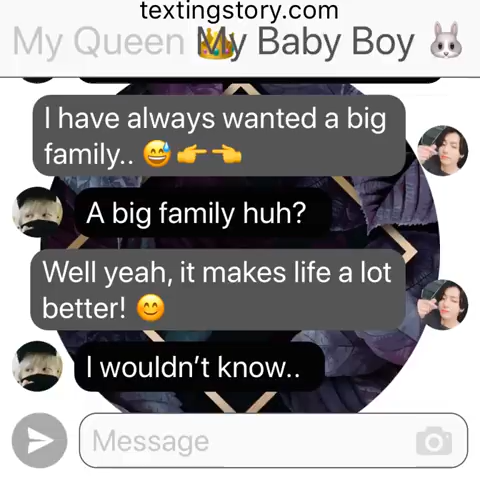 textingstory.com
My Queen 👑 My Baby Boy 🐰
I have always wanted a big
family.. 😅👉👈
A big family huh?
Well yeah, it makes life a lot
better! 😊
I wouldn't know..
Message